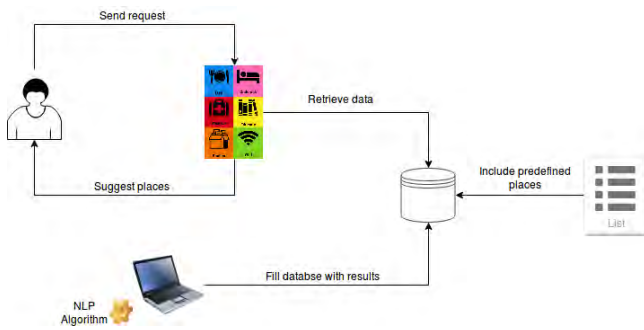 Send request
Retrieve data
Suggest places
Include predefined
places
List
Fill databse with results
NLP
Algorithm